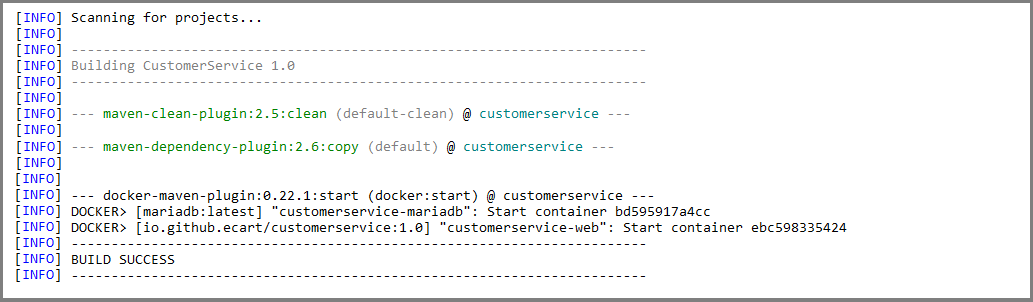 [INFO] Scanning for projects...
[INFO]
[INFO] ------------------------------------------------------------------------
[INFO] Building CustomerService 1.0
[INFO] ------------------------------------------------------------------------
[INFO]
[INFO] --- maven-clean-plugin:2.5:clean (default-clean) @ customerservice ---
[INFO]
[INFO] --- maven-dependency-plugin:2.6:copy (default) @ customerservice ---
[INFO]
[INFO]
[INFO] --- docker-maven-plugin:0.22.1:start (docker:start) @ customerservice ---
[INFO] DOCKER> [mariadb:latest] "customerservice-mariadb": Start container bd595917a4cc
[INFO] DOCKER> [io.github.ecart/customerservice:1.0] "customerservice-web": Start container ebc598335424
[INFO] ------------------------------------------------------------------------
[INFO] BUILD SUCCESS
[INFO] ------------------------------------------------------------------------